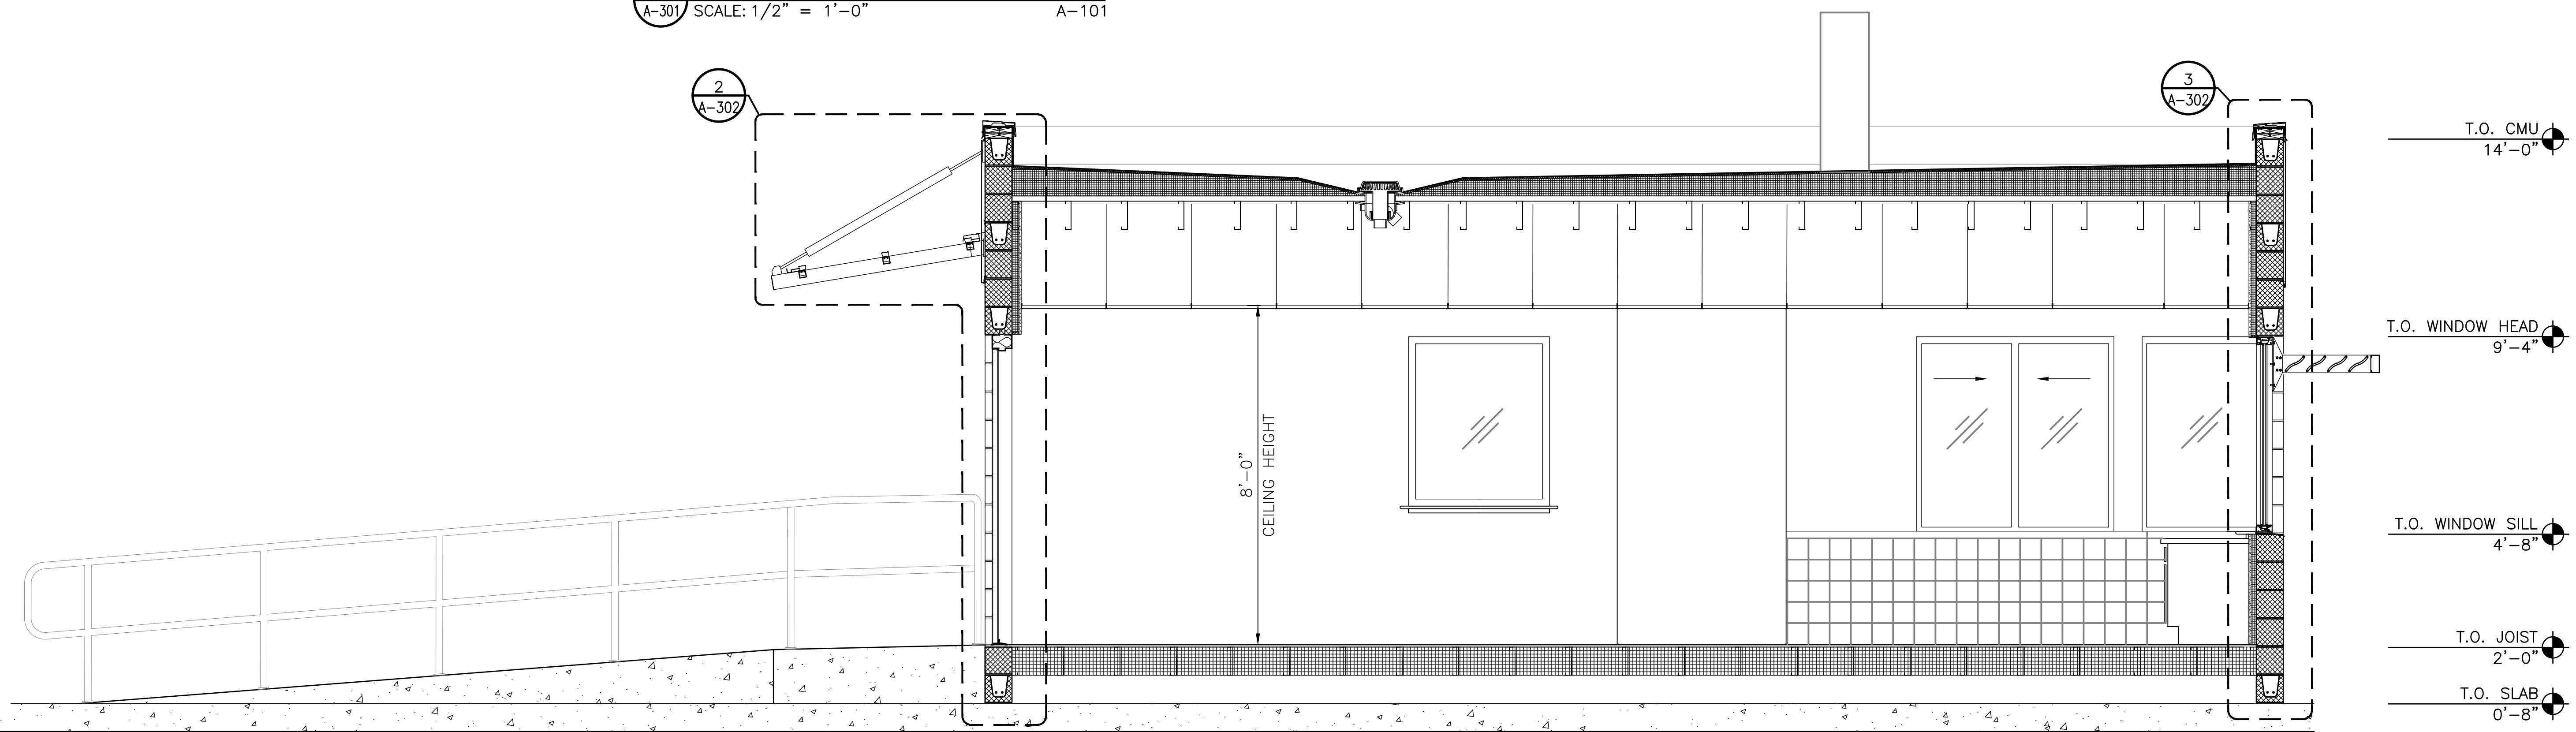 A-301 SCALE: 1/2" = 1'-0" A-101
2
A-302
3
A-302
T.O. CMU
14'-0"
T.O. WINDOW HEAD
9'-4"
8'-0"
CEILING HEIGHT
T.O. WINDOW SILL
4'-8"
T.O. JOIST
2'-0"
T.O. SLAB
0'-8"